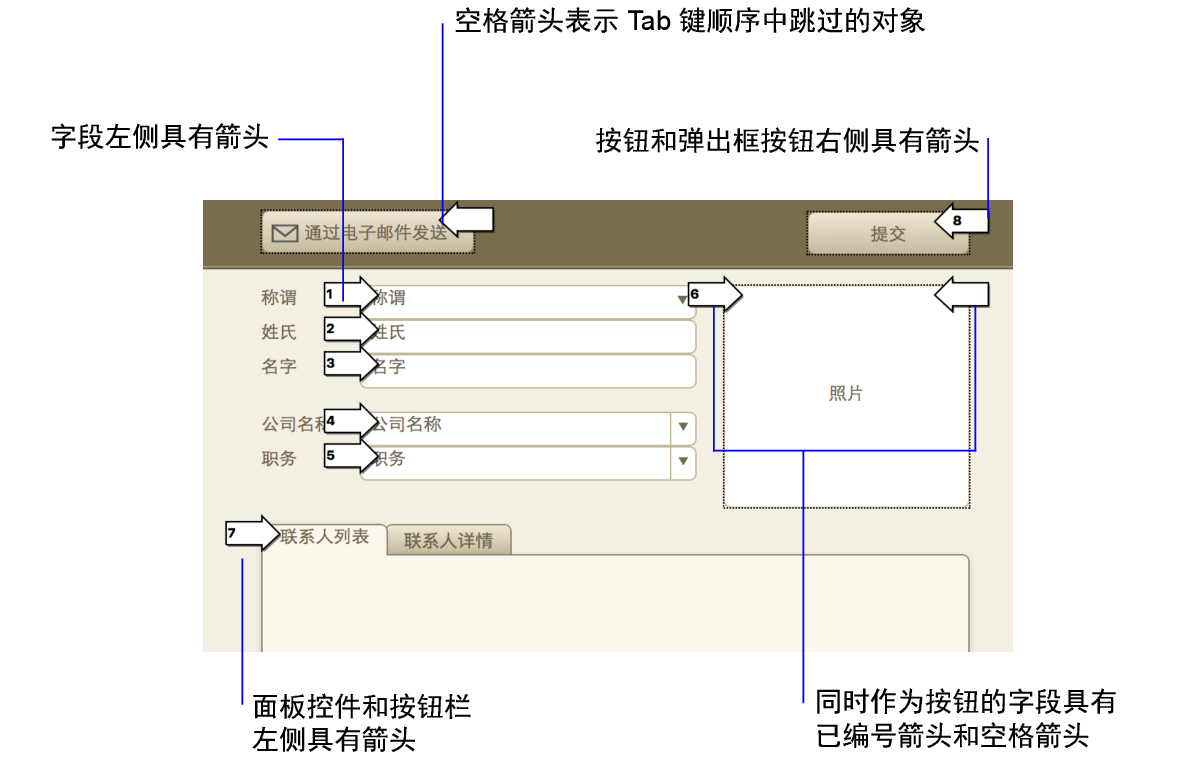 空格箭头表示 Tab 键顺序中跳过的对象
字段左侧具有箭头
按钮和弹出框按钮右侧具有箭头
通过电子邮件发送
提交
8
称谓
1
称谓
6
姓氏
2
姓氏
名字
3
名字
照片
公司名称
4
公司名称
职务
5
职务
7
联系人列表
联系人详情
面板控件和按钮栏
左侧具有箭头
同时作为按钮的字段具有
已编号箭头和空格箭头